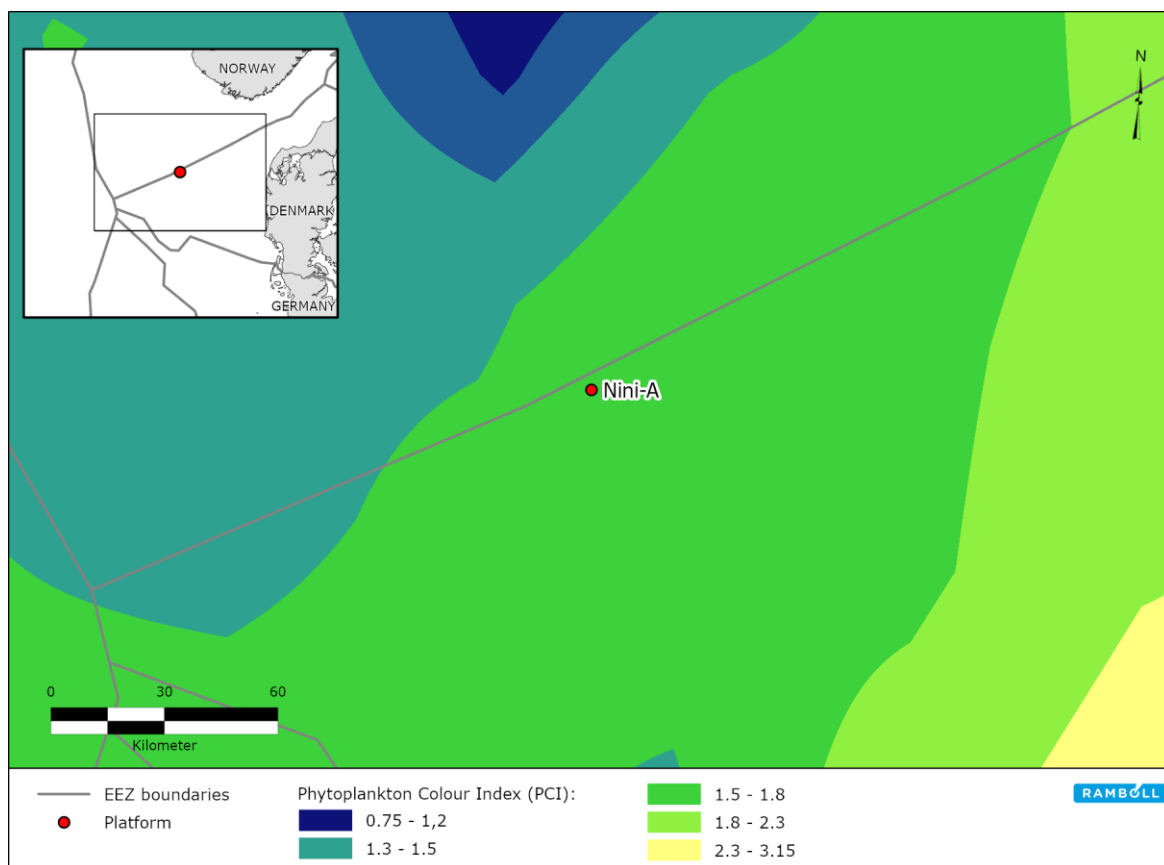 NORWAY
DENMARK
GERMANY
N
Nini-A
0 30 60
Kilometer
EEZ boundaries
Platform
Phytoplankton Colour Index (PCI):
0.75 - 1,2
1.3 - 1.5
1.5 - 1.8
1.8 - 2.3
2.3 - 3.15
RAMBOLL